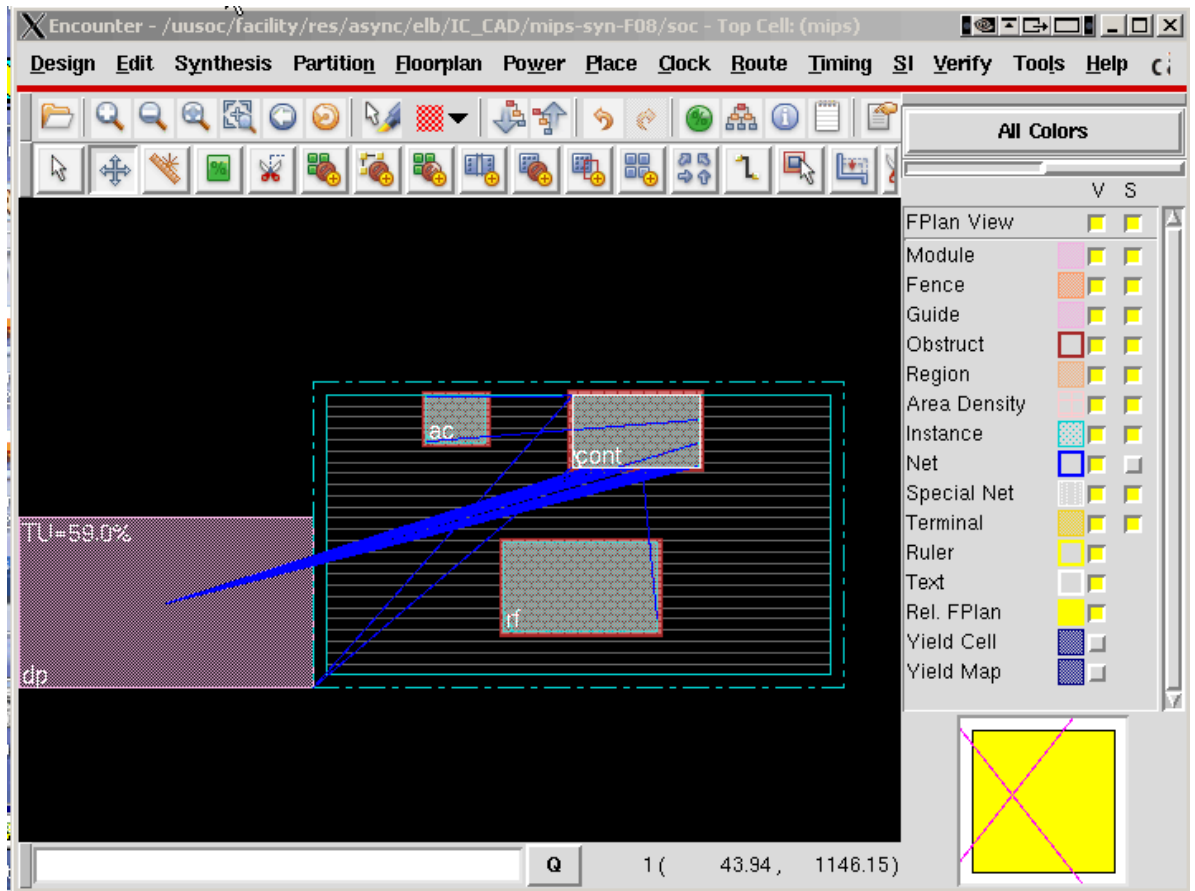 Encounter - /uusoc/facility/res/async/elb/IC_CAD/mips-syn-F08/soc - Top Cell: (mips)
Design Edit Synthesis Partition Floorplan Power Place Clock Route Timing SI Verify Tools Help
All Colors
V S
FPlan View
Module
Fence
Guide
Obstruct
Region
Area Density
Instance
Net
Special Net
Terminal
Ruler
Text
Rel. FPlan
Yield Cell
Yield Map
ac
cont
TU=59.0%
rf
dp
Q 1 ( 43.94 , 1146.15)